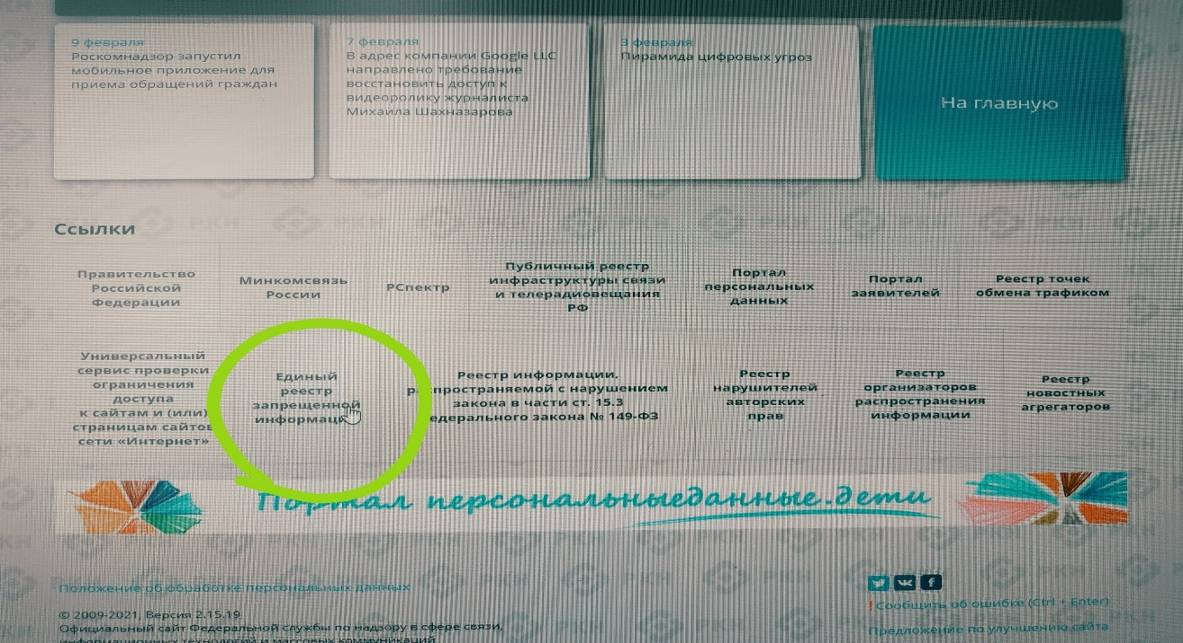 9 февраля
Роскомнадзор запустил
мобильное приложение для
приема обращений граждан
7 февраля
В адрес компании Google LLC
направлено требование
восстановить доступ к
видеоролику журналиста
Михаила Шахназарова
3 февраля
Пирамида цифровых угроз
На главную
Ссылки
Правительство
Российской
Федерации
Минкомсвязь
России
РСпектр
Публичный реестр
инфраструктуры связи
и телерадиовещания
РФ
Портал
персональных
данных
Портал
заявителей
Реестр точек
обмена трафиком
Универсальный
сервис проверки
ограничения
доступа
к сайтам и (или)
страницам сайтов
сети «Интернет»
Единый
реестр
запрещенной
информации
Реестр информации,
распространяемой с нарушением
закона в части ст. 15.3
Федерального закона № 149-ФЗ
Реестр
нарушителей
авторских
прав
Реестр
организаторов
распространения
информации
Реестр
новостных
агрегаторов
Портал персональныеданные.дети
Положение об обработке персональных данных
© 2009-2021, Версия 2.15.19
Официальный сайт Федеральной службы по надзору в сфере связи,
информационных технологий и массовых коммуникаций
! Сообщить об ошибке (Ctrl + Enter)
Предложение по улучшению сайта